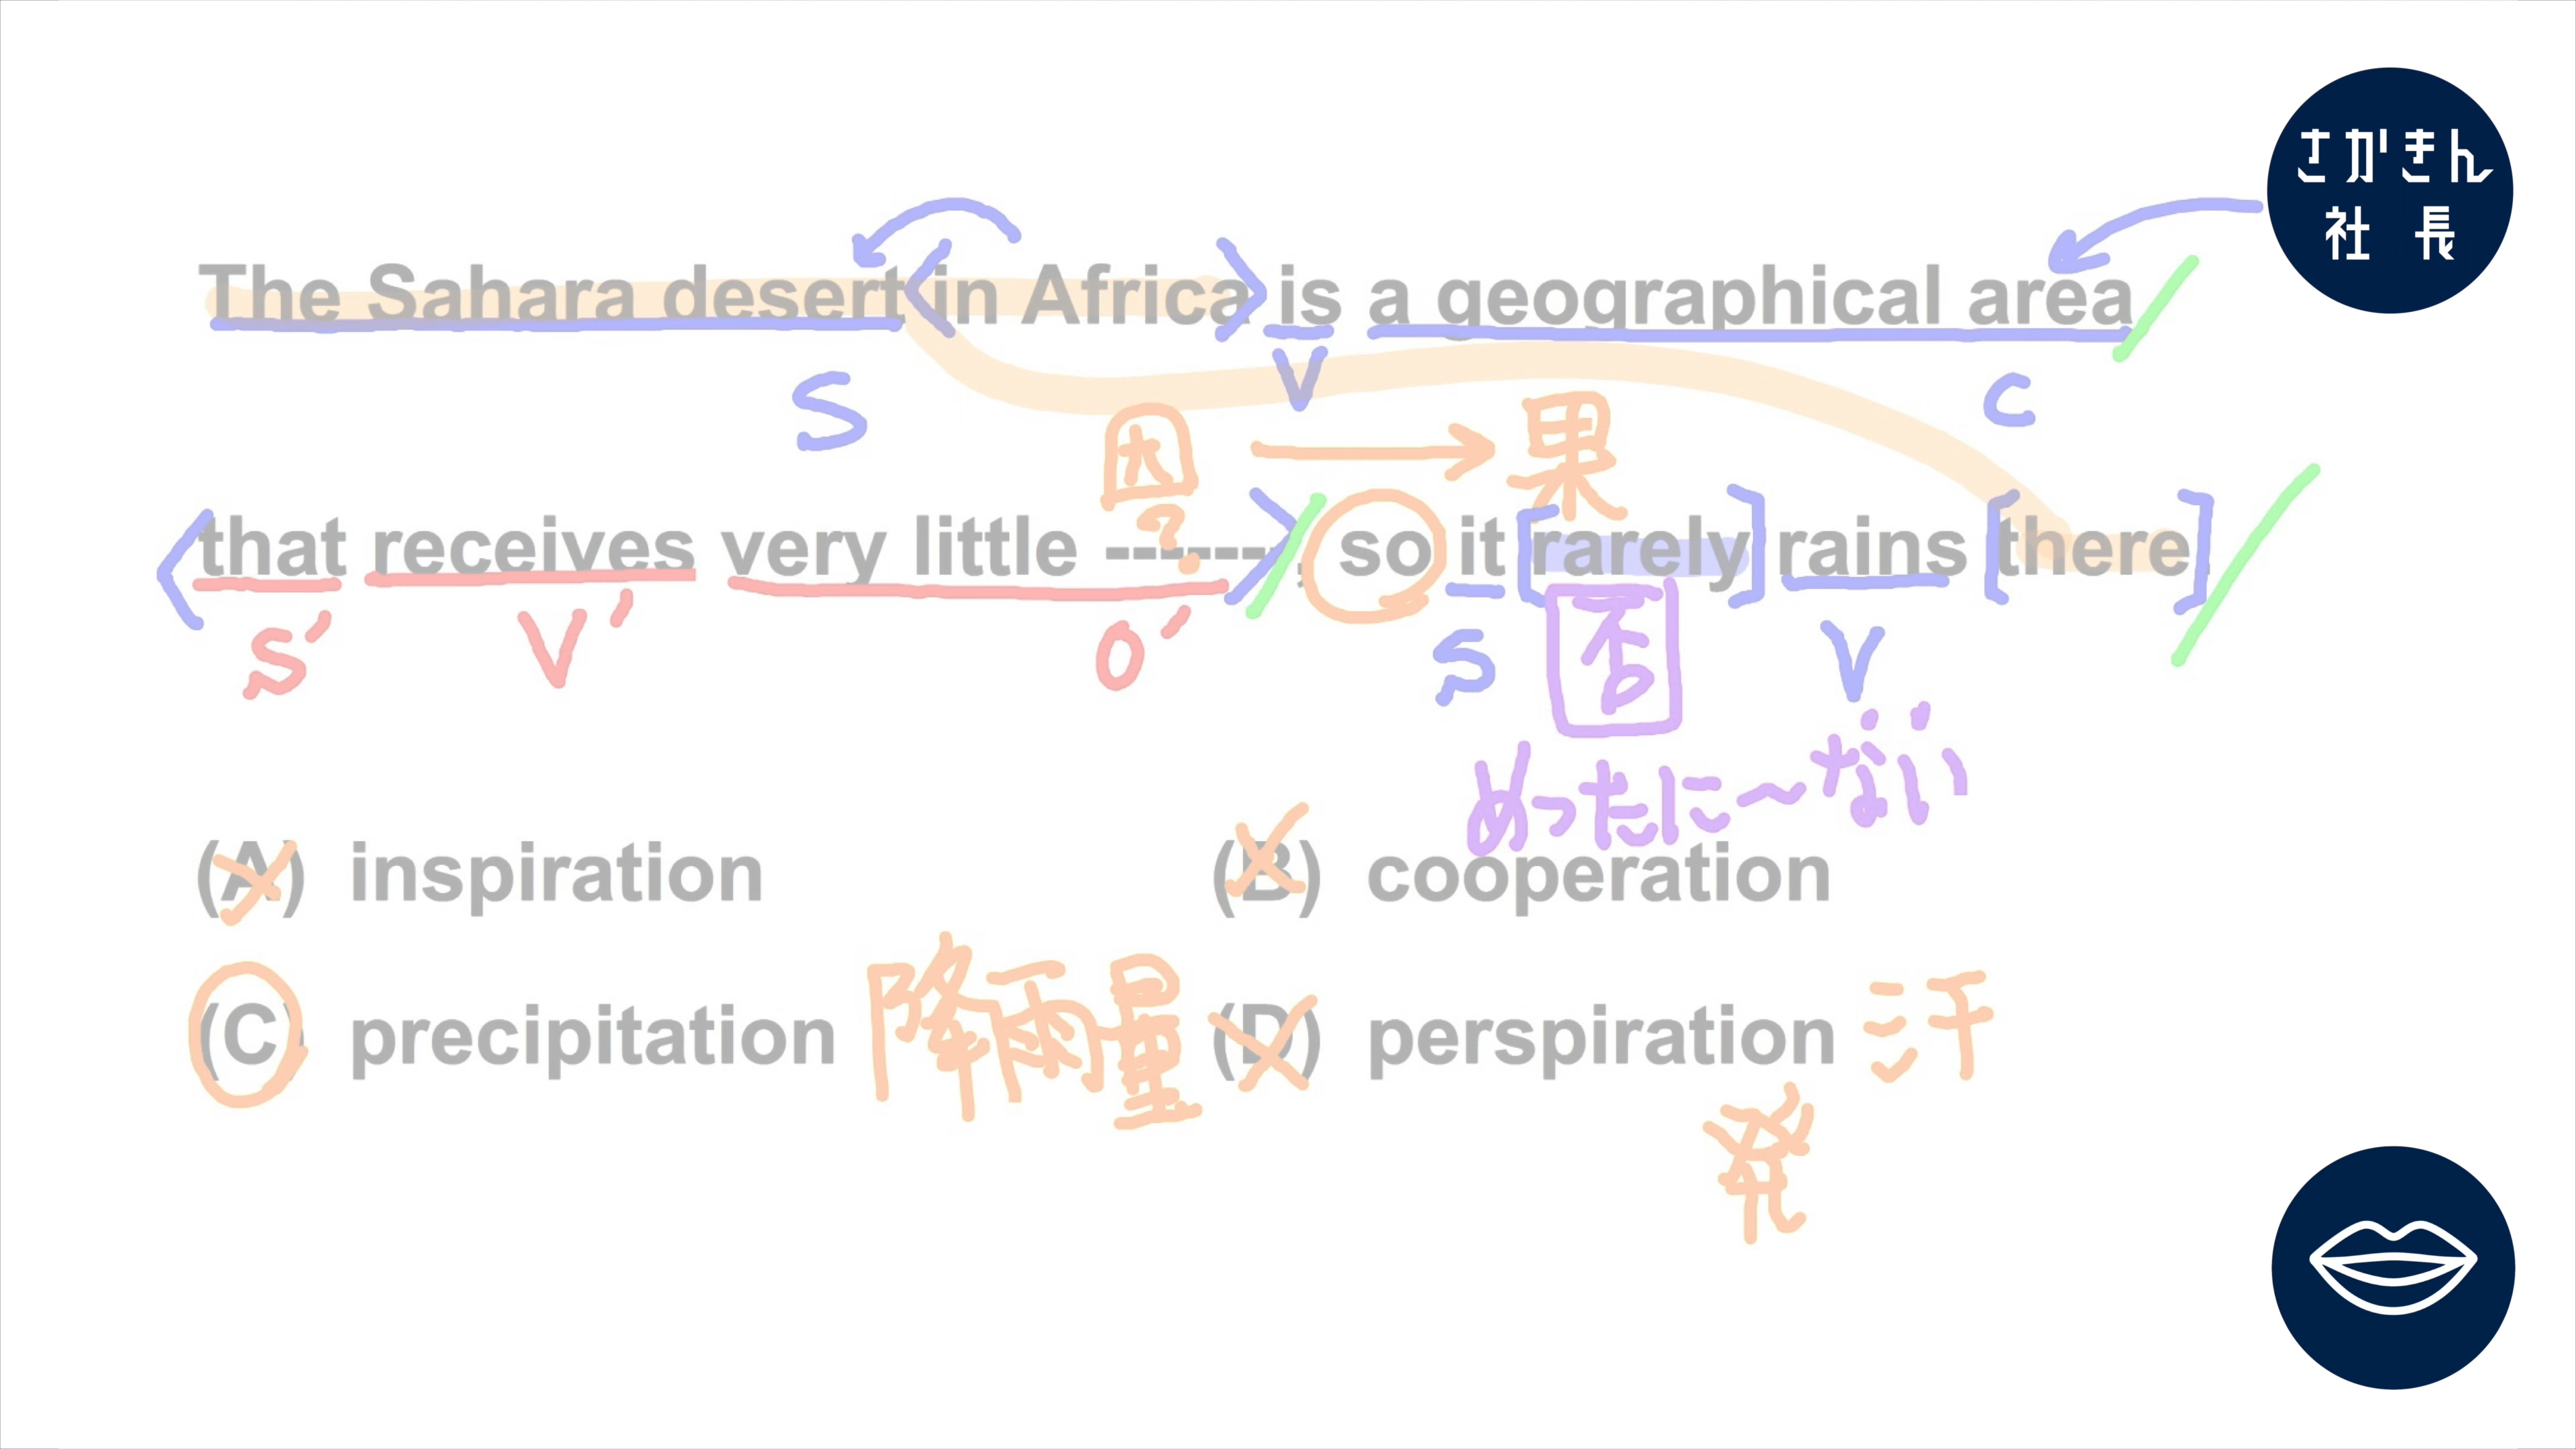 さかきん
社長
The Sahara desert in Africa is a geographical area
S V C
因 → 果
?
that receives very little ------, so it rarely rains there
S' V' O' S 否 V
めったに～ない
(A) inspiration (B) cooperation
(C) precipitation 降雨量 (D) perspiration 汗
発